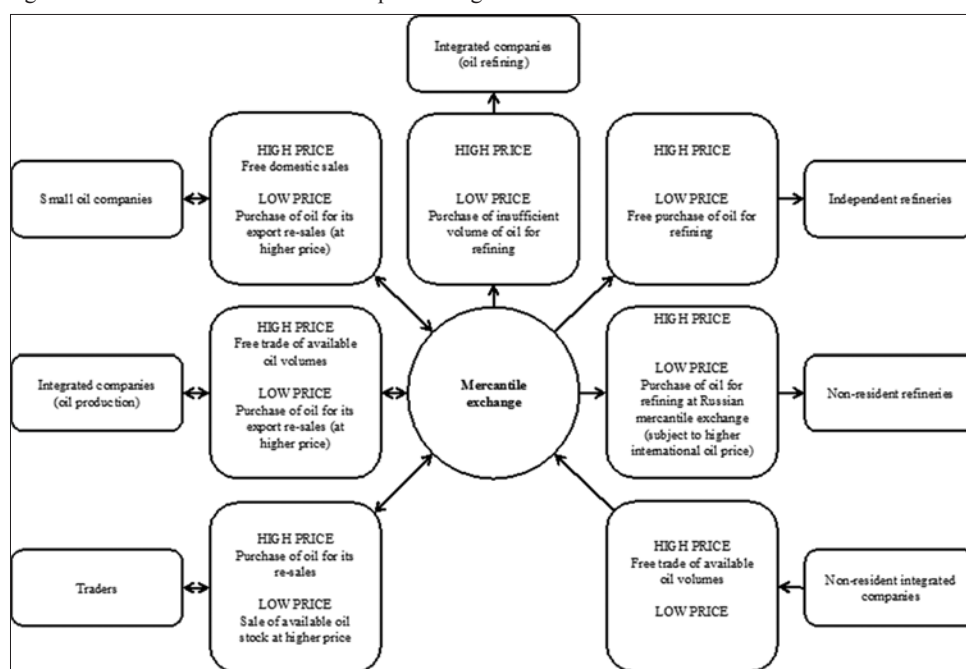 Integrated companies
(oil refining)
HIGH PRICE
Free domestic sales
LOW PRICE
Purchase of oil for its
export re-sales (at
higher price)
HIGH PRICE
LOW PRICE
Purchase of insufficient
volume of oil for
refining
HIGH PRICE
LOW PRICE
Free purchase of oil for
refining
Small oil companies
Independent refineries
HIGH PRICE
Free trade of available
oil volumes
LOW PRICE
Purchase of oil for its
export re-sales (at
higher price)
Mercantile
exchange
HIGH PRICE
LOW PRICE
Purchase of oil for
refining at Russian
mercantile exchange
(subject to higher
international oil price)
Integrated companies
(oil production)
Non-resident refineries
HIGH PRICE
Purchase of oil for its
re-sales
LOW PRICE
Sale of available oil
stock at higher price
HIGH PRICE
Free trade of available
oil volumes
LOW PRICE
Traders
Non-resident integrated
companies